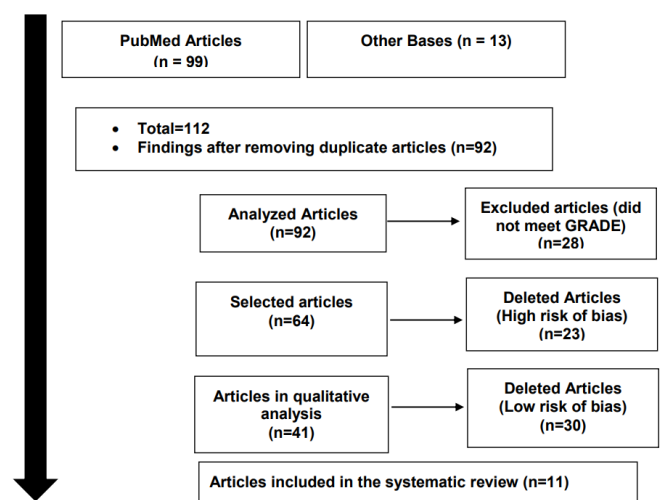 PubMed Articles
(n = 99)
Other Bases (n = 13)
• Total=112
• Findings after removing duplicate articles (n=92)
Analyzed Articles
(n=92)
Excluded articles (did
not meet GRADE)
(n=28)
Selected articles
(n=64)
Deleted Articles
(High risk of bias)
(n=23)
Articles in qualitative
analysis
(n=41)
Deleted Articles
(Low risk of bias)
(n=30)
Articles included in the systematic review (n=11)